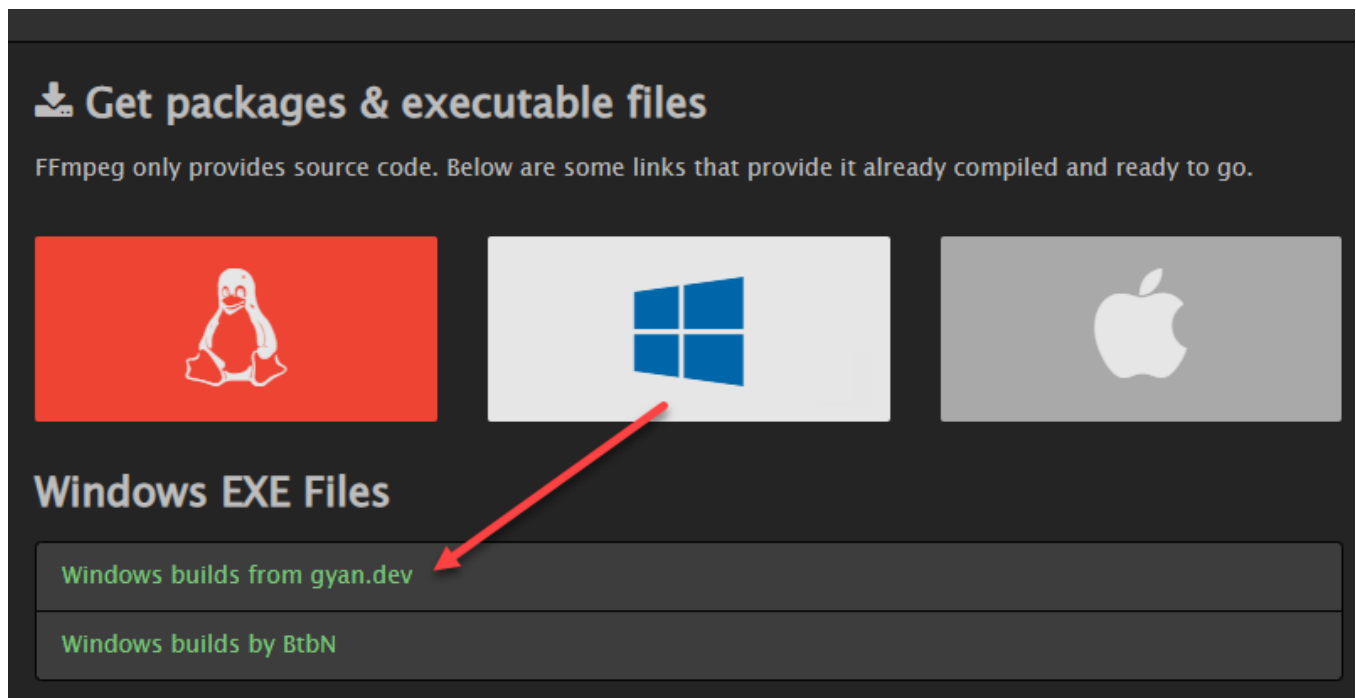 Get packages & executable files
FFmpeg only provides source code. Below are some links that provide it already compiled and ready to go.
Windows EXE Files
Windows builds from gyan.dev
Windows builds by BtbN